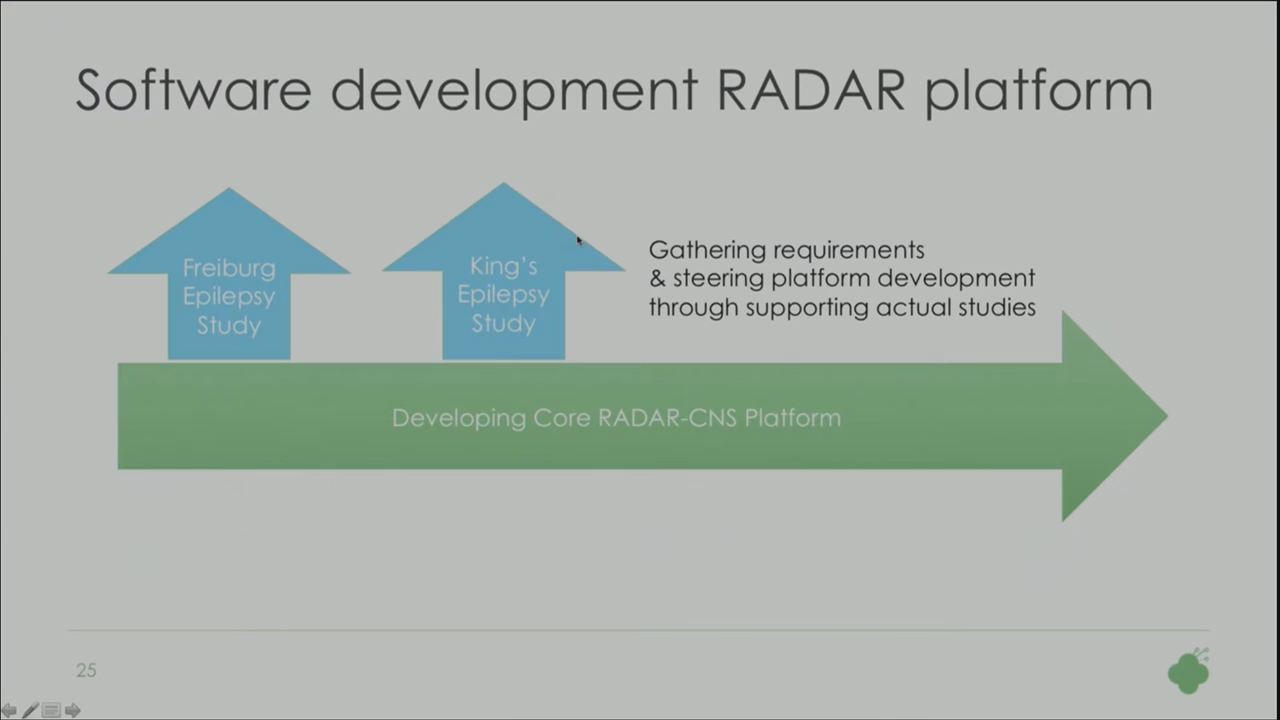 Software development RADAR platform
Freiburg
Epilepsy
Study
King's
Epilepsy
Study
Gathering requirements
& steering platform development
through supporting actual studies
Developing Core RADAR-CNS Platform
25